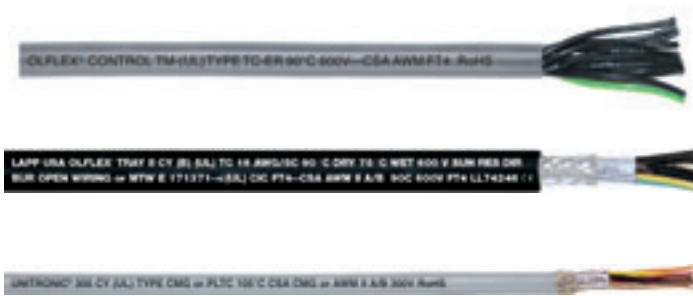 OLFLEX® CONTROL TM-(UL) TYPE TC-ER 90°C 600V—CSA AWM FT4 RoHS
LAPP USA OLFLEX TRAY II CY (UL) TC 16 AWG/5C 90 °C DRY 75 °C WET 600 V SUN RES DIR
BUR OPEN WIRING or MTW E 171371-c(UL) CIC FT4-CSA AWM II A/B 90C 600V FT4 LL74246
UNITRONIC® 300 CY (UL) TYPE CMG or PLTC 105°C CSA CMG or AWM II A/B 300V RoHS